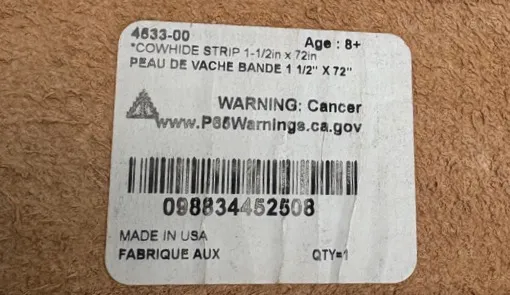 4533-00
Age : 8+
*COWHIDE STRIP 1-1/2in x 72in
PEAU DE VACHE BANDE 1 1/2" X 72"
WARNING: Cancer
www.P65Warnings.ca.gov
098834452508
MADE IN USA
FABRIQUE AUX
QTY=1